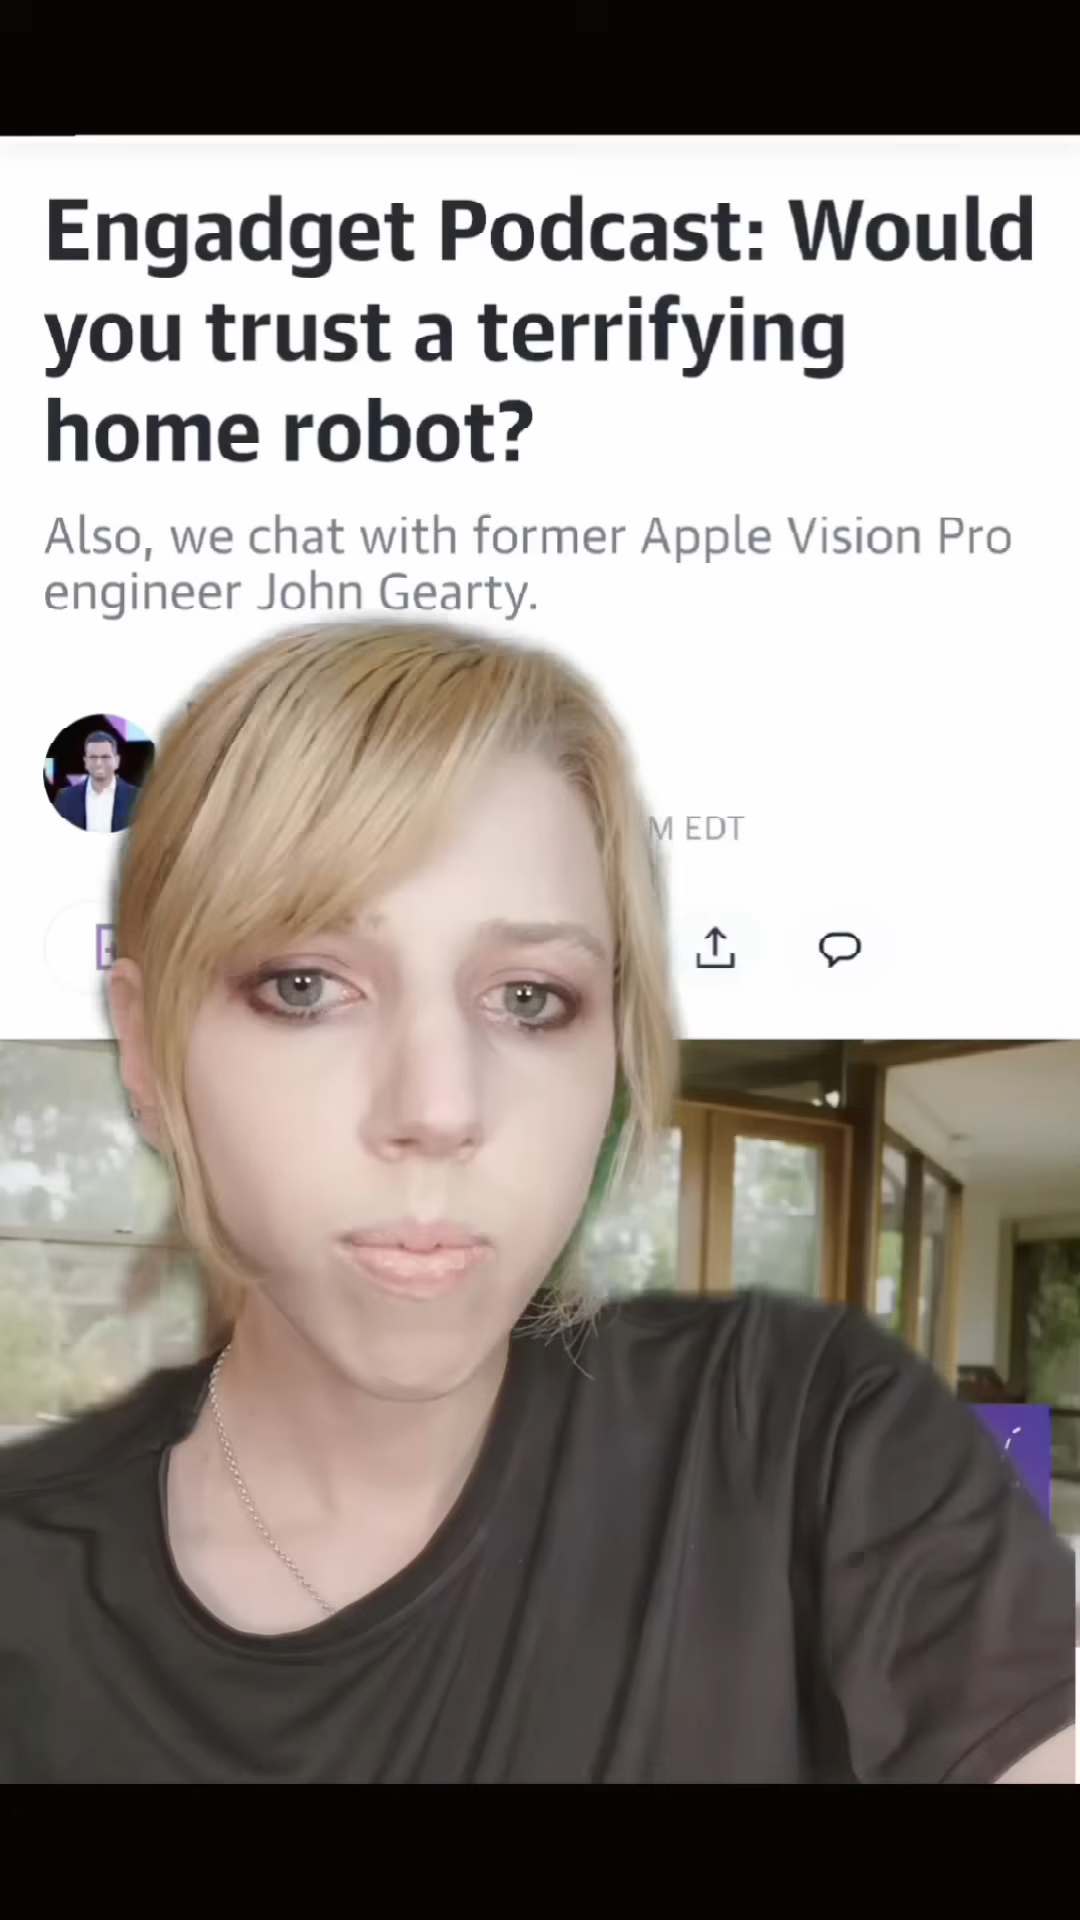 Engadget Podcast: Would
you trust a terrifying
home robot?
Also, we chat with former Apple Vision Pro
engineer John Gearty.
M EDT